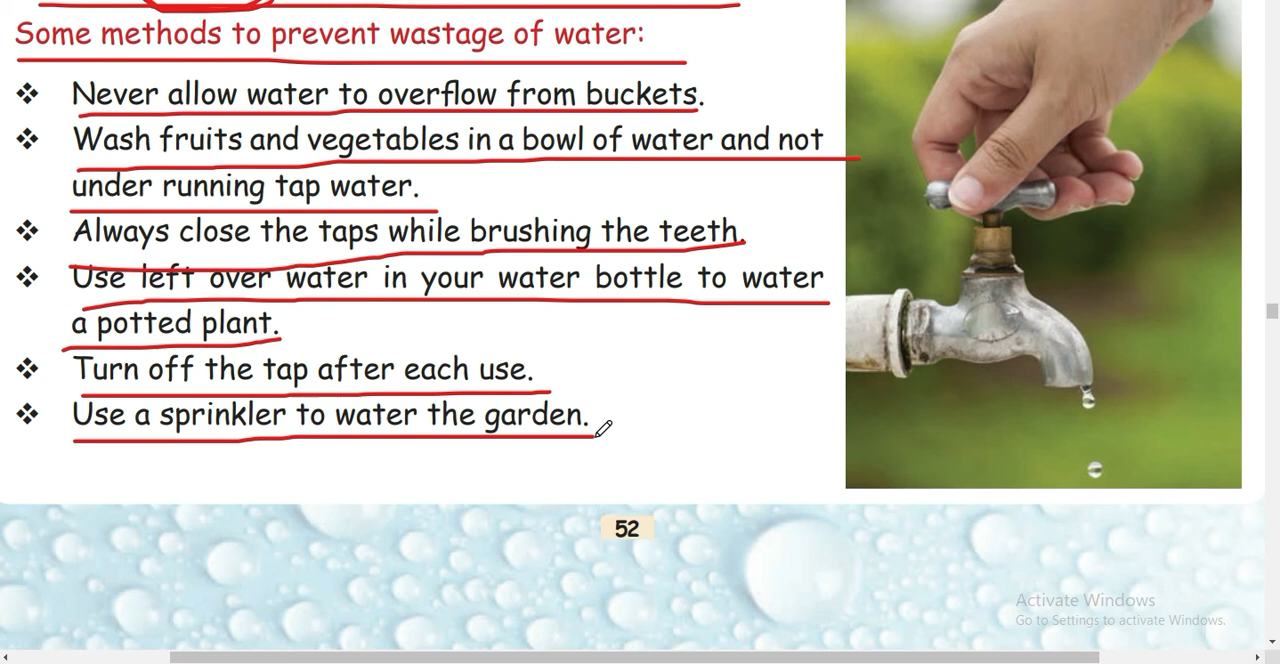 Some methods to prevent wastage of water:
❖ Never allow water to overflow from buckets.
❖ Wash fruits and vegetables in a bowl of water and not
under running tap water.
❖ Always close the taps while brushing the teeth.
❖ Use left over water in your water bottle to water
a potted plant.
❖ Turn off the tap after each use.
❖ Use a sprinkler to water the garden.
52
Activate Windows
Go to Settings to activate Windows.